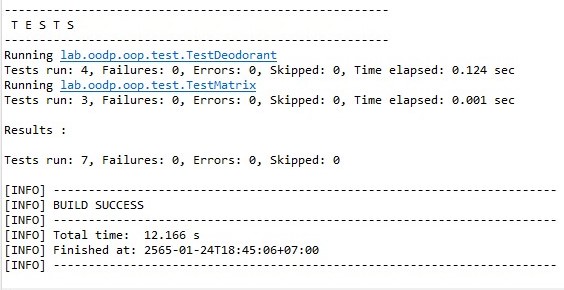 -------------------------------------------------------
T E S T S
-------------------------------------------------------
Running lab.oodp.oop.test.TestDeodorant
Tests run: 4, Failures: 0, Errors: 0, Skipped: 0, Time elapsed: 0.124 sec
Running lab.oodp.oop.test.TestMatrix
Tests run: 3, Failures: 0, Errors: 0, Skipped: 0, Time elapsed: 0.001 sec
Results :
Tests run: 7, Failures: 0, Errors: 0, Skipped: 0
[INFO] ------------------------------------------------------------------------
[INFO] BUILD SUCCESS
[INFO] ------------------------------------------------------------------------
[INFO] Total time:  12.166 s
[INFO] Finished at: 2565-01-24T18:45:06+07:00
[INFO] ------------------------------------------------------------------------